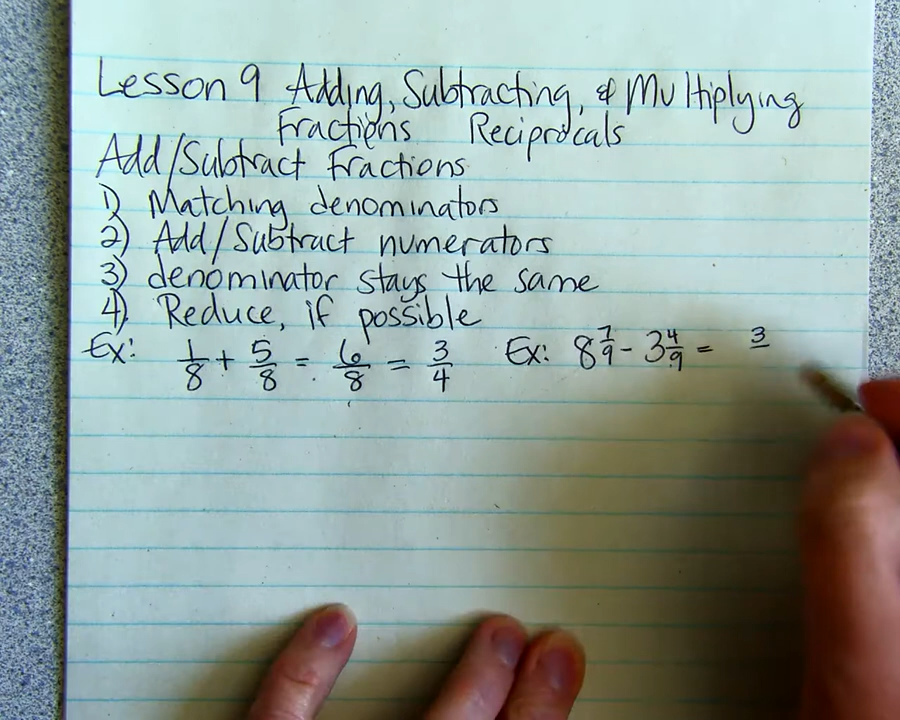 Lesson 9 Adding, Subtracting, & Multiplying
Fractions Reciprocals
Add/Subtract Fractions
1) Matching denominators
2) Add/Subtract numerators
3) denominator stays the same
4) Reduce, if possible
Ex: 1/8 + 5/8 = 6/8 = 3/4 Ex: 8 7/9 - 3 4/9 = 3